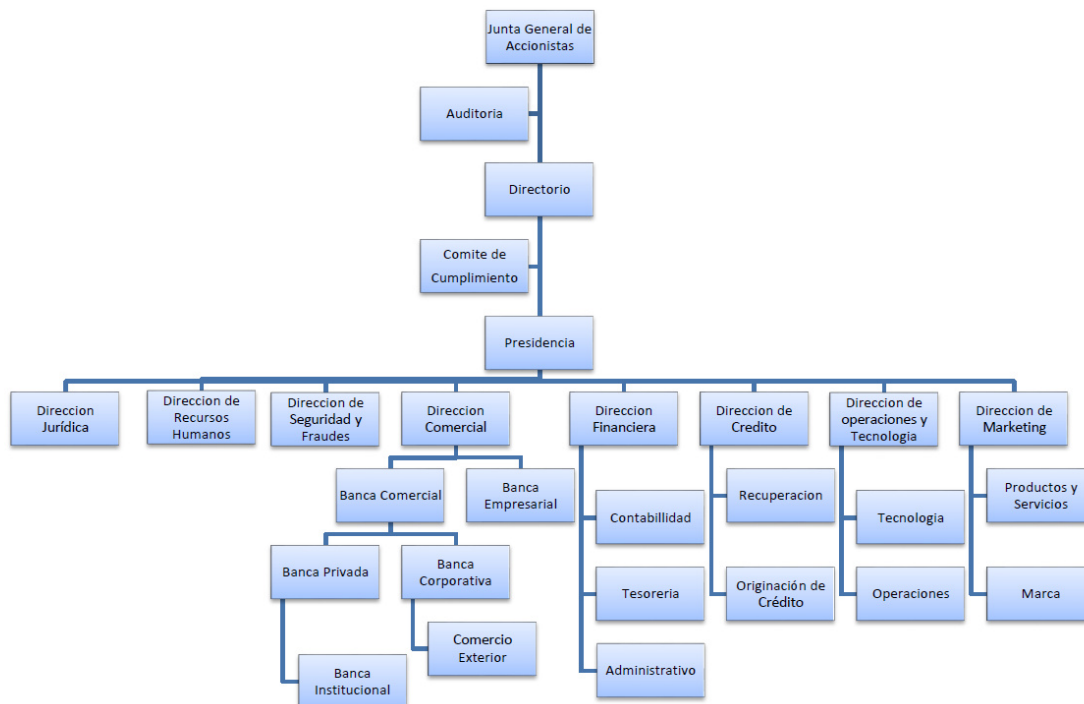 Junta General de
Accionistas
Auditoria
Directorio
Comite de
Cumplimiento
Presidencia
Direccion
Jurídica
Direccion de
Recursos
Humanos
Direccion de
Seguridad y
Fraudes
Direccion
Comercial
Direccion
Financiera
Direccion de
Credito
Direccion de
operaciones y
Tecnologia
Direccion de
Marketing
Banca Comercial
Banca
Empresarial
Contabillidad
Recuperacion
Tecnologia
Productos y
Servicios
Banca Privada
Banca
Corporativa
Tesoreria
Originación de
Crédito
Operaciones
Marca
Comercio
Exterior
Banca
Institucional
Administrativo